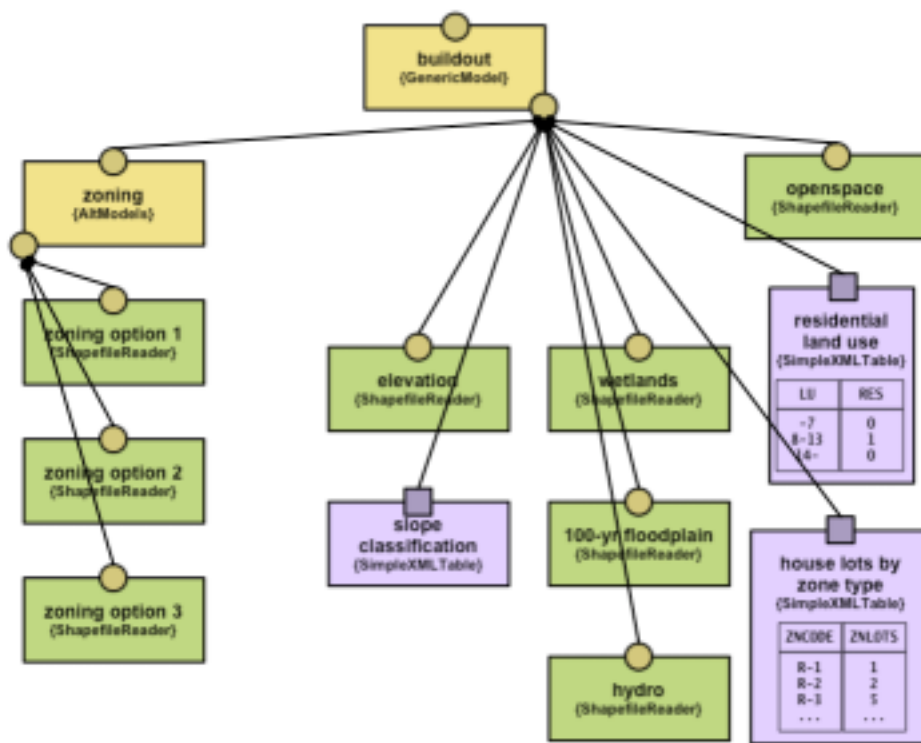 buildout
{GenericModel}
zoning
{AltModels}
openspace
{ShapefileReader}
zoning option 1
{ShapefileReader}
residential
land use
{SimpleXMLTable}
LU RES
-7 0
8-13 1
14- 0
elevation
{ShapefileReader}
wetlands
{ShapefileReader}
zoning option 2
{ShapefileReader}
slope
classification
{SimpleXMLTable}
100-yr floodplain
{ShapefileReader}
house lots by
zone type
{SimpleXMLTable}
ZNCODE ZNLOTS
R-1 1
R-2 2
R-3 5
... ...
zoning option 3
{ShapefileReader}
hydro
{ShapefileReader}